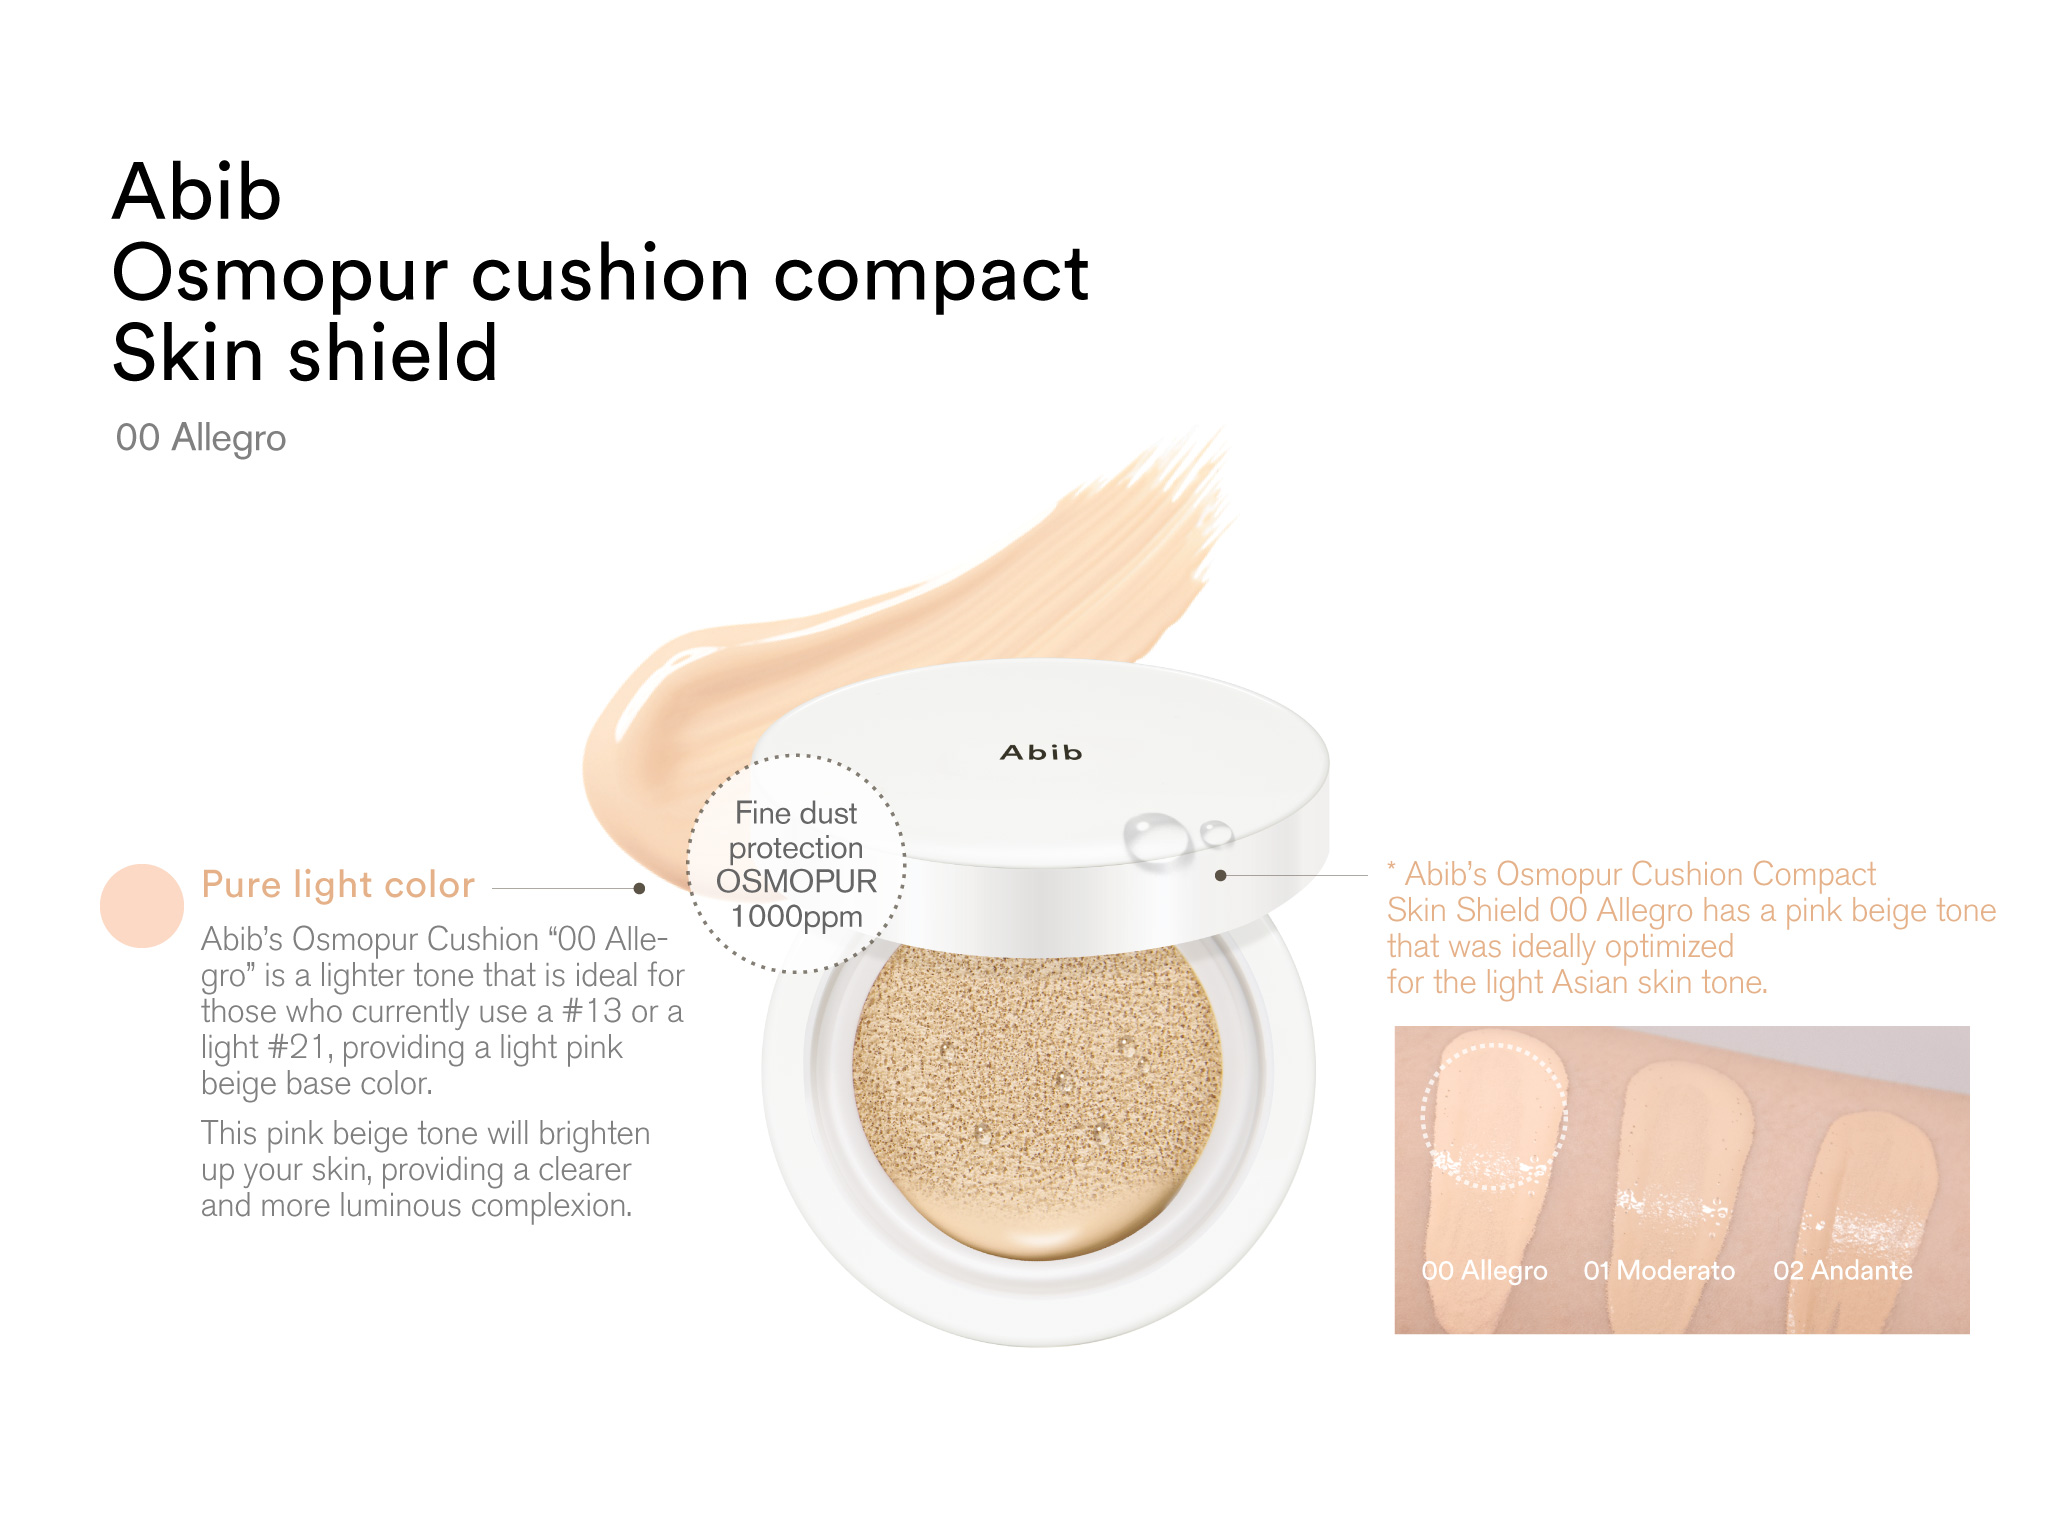 Abib
Osmopur cushion compact
Skin shield
00 Allegro
Abib
Fine dust
protection
OSMOPUR
1000ppm
Pure light color
Abib's Osmopur Cushion “00 Alle-
gro” is a lighter tone that is ideal for
those who currently use a #13 or a
light #21, providing a light pink
beige base color.
This pink beige tone will brighten
up your skin, providing a clearer
and more luminous complexion.
* Abib's Osmopur Cushion Compact
Skin Shield 00 Allegro has a pink beige tone
that was ideally optimized
for the light Asian skin tone.
00 Allegro
01 Moderato
02 Andante